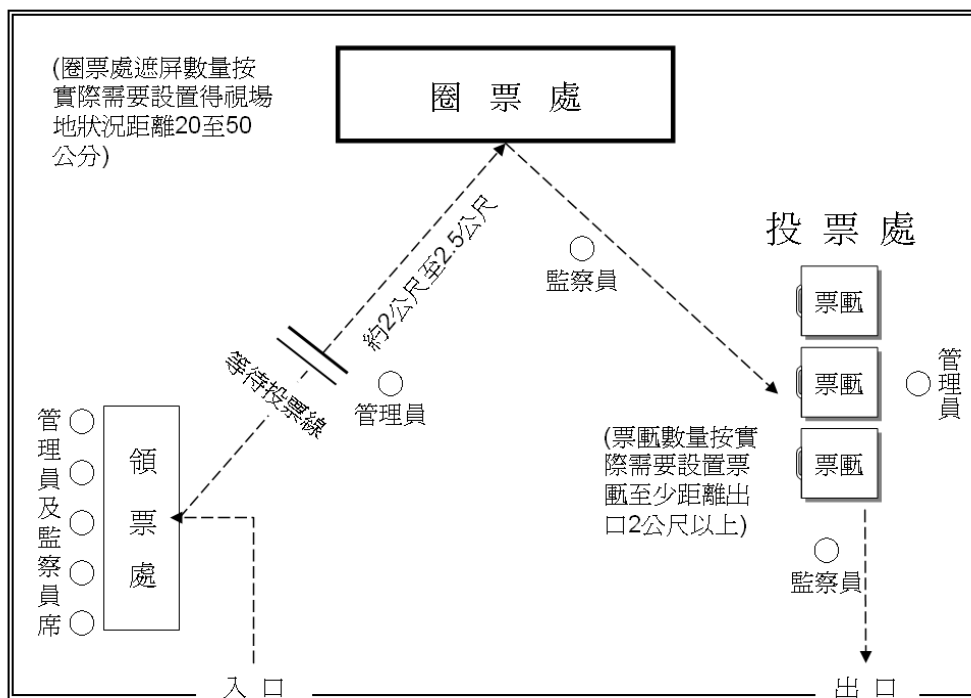 (圈票處遮屏數量按
實際需要設置得視場
地狀況距離20至50
公分)
圈票處
約2公尺至2.5公尺
等待投票線
管理員
監察員
投票處
票匭
票匭
票匭
管理員
(票匭數量按實
際需要設置票
匭至少距離出
口2公尺以上)
監察員
管理員及監察員席
領票處
入口
出口